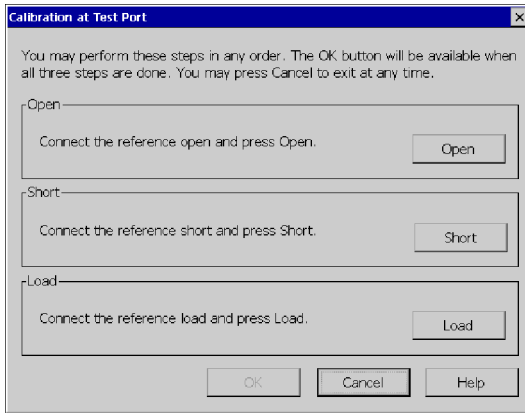 Calibration at Test Port
You may perform these steps in any order. The OK button will be available when
all three steps are done. You may press Cancel to exit at any time.
Open
Connect the reference open and press Open.
Open
Short
Connect the reference short and press Short.
Short
Load
Connect the reference load and press Load.
Load
OK
Cancel
Help